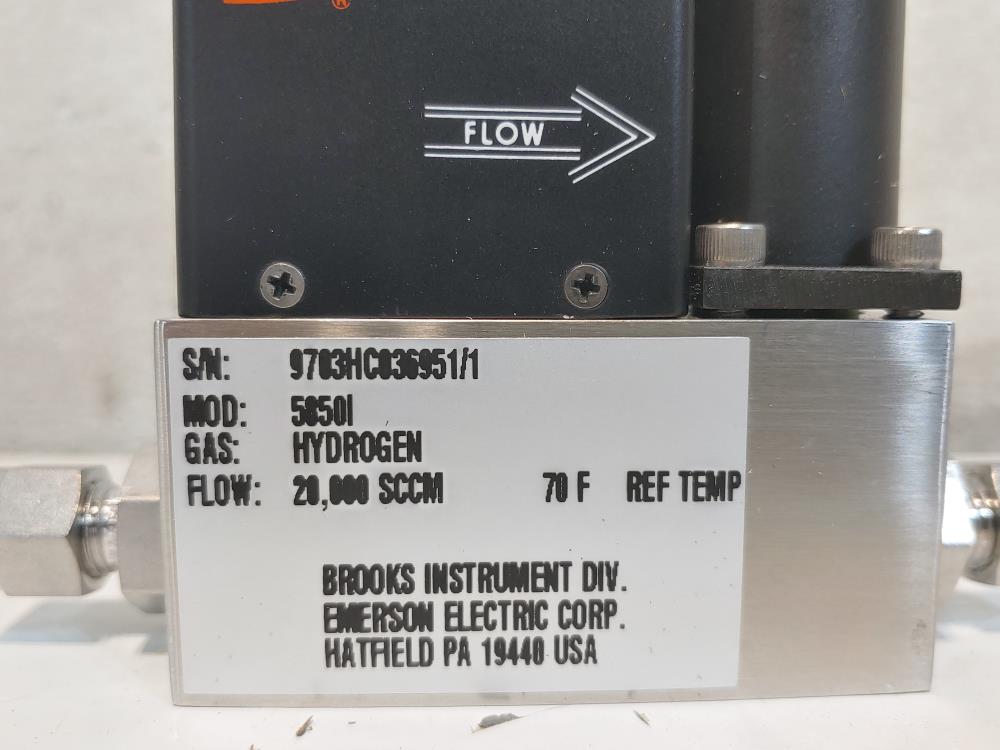 ®
FLOW
S/N: 9703HC036951/1
MOD: 5850I
GAS: HYDROGEN
FLOW: 20,000 SCCM 70 F REF TEMP
BROOKS INSTRUMENT DIV.
EMERSON ELECTRIC CORP.
HATFIELD PA 19440 USA